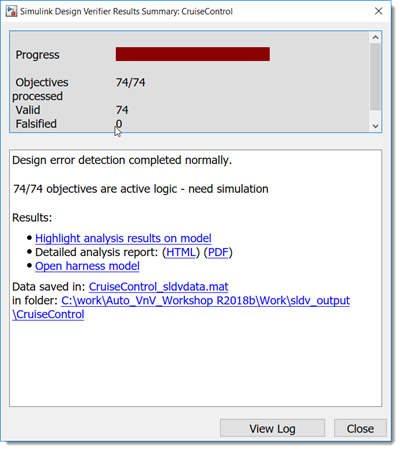 Simulink Design Verifier Results Summary: CruiseControl
Progress
Objectives 74/74
processed
Valid 74
Falsified 0
Design error detection completed normally.
74/74 objectives are active logic - need simulation
Results:
• Highlight analysis results on model
• Detailed analysis report: (HTML) (PDF)
• Open harness model
Data saved in: CruiseControl_sldvdata.mat
in folder: C:\work\Auto_VnV_Workshop R2018b\Work\sldv_output
\CruiseControl
View Log Close